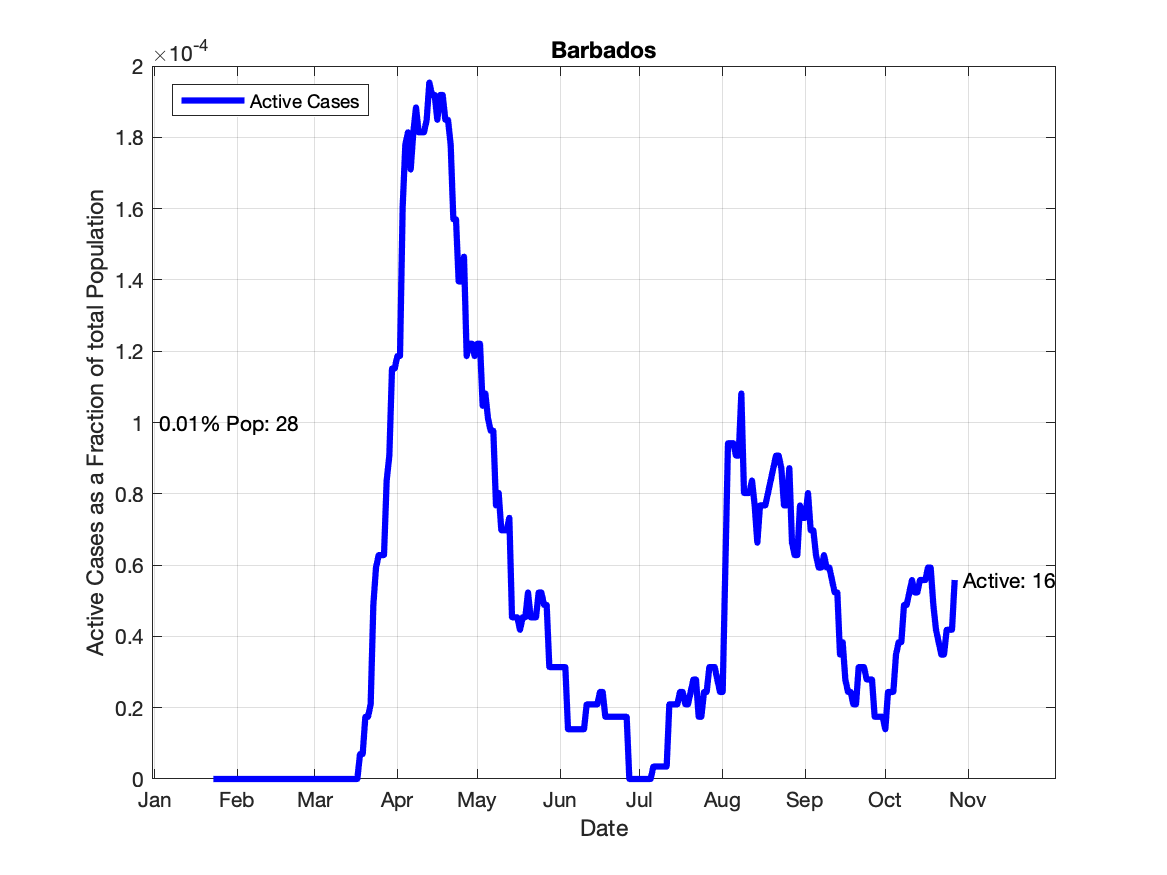 Barbados
×10-4
2
1.8
1.6
1.4
1.2
1
0.8
0.6
0.4
0.2
0
Active Cases as a Fraction of total Population
Active Cases
0.01% Pop: 28
Active: 16
Jan Feb Mar Apr May Jun Jul Aug Sep Oct Nov
Date